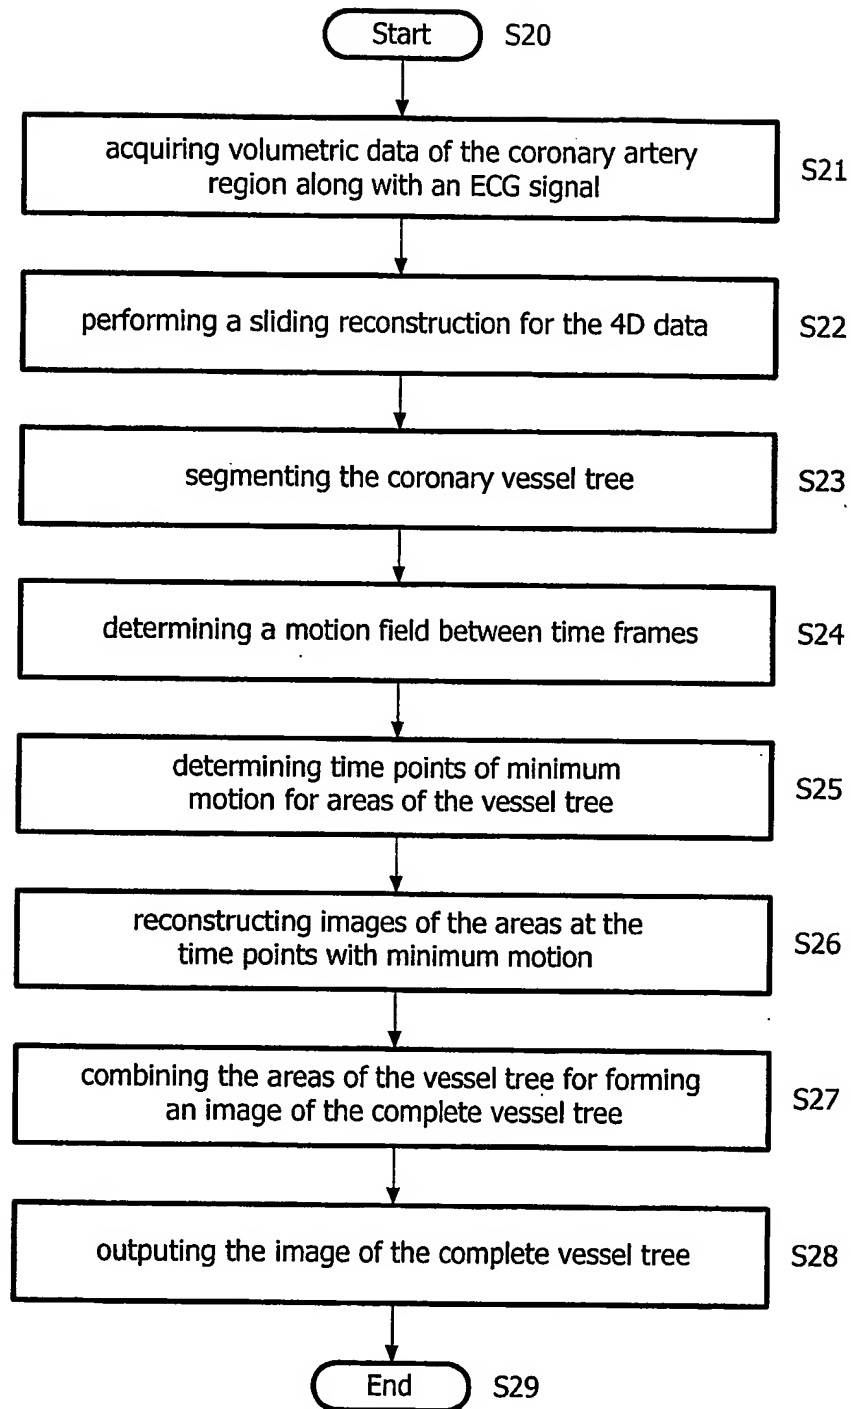 Start S20
acquiring volumetric data of the coronary artery
region along with an ECG signal
S21
performing a sliding reconstruction for the 4D data S22
segmenting the coronary vessel tree S23
determining a motion field between time frames S24
determining time points of minimum
motion for areas of the vessel tree
S25
reconstructing images of the areas at the
time points with minimum motion
S26
combining the areas of the vessel tree for forming
an image of the complete vessel tree
S27
outputing the image of the complete vessel tree S28
End S29